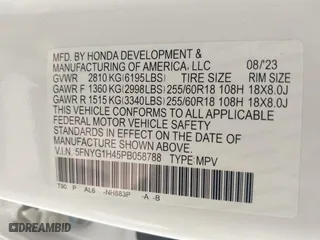 MFD. BY HONDA DEVELOPMENT &
MANUFACTURING OF AMERICA, LLC 08/'23
GVWR 2810 KG(6195LBS) TIRE SIZE RIM SIZE
GAWR F 1360 KG(2998LBS) 255/60R18 108H 18X8.0J
GAWR R 1515 KG(3340LBS) 255/60R18 108H 18X8.0J
THIS VEHICLE CONFORMS TO ALL APPLICABLE
FEDERAL MOTOR VEHICLE SAFETY STANDARDS IN
EFFECT ON THE DATE OF MANUFACTURE
SHOWN ABOVE.
V.I.N. 5FNYG1H45PB058788 TYPE:MPV
T90 P AL6 -NH883P -A -B